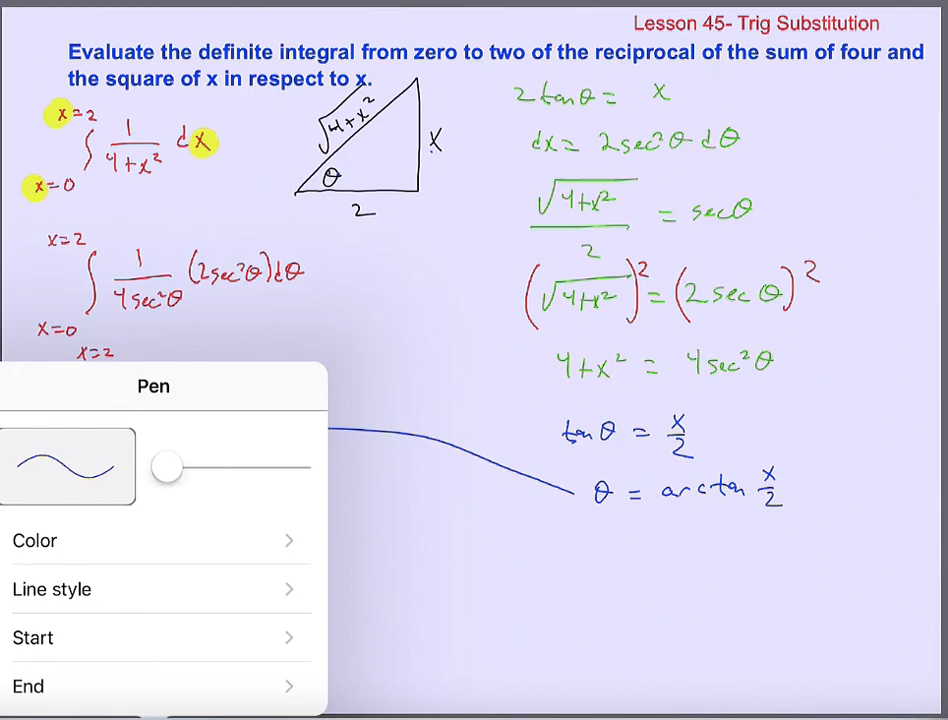 Lesson 45- Trig Substitution
Evaluate the definite integral from zero to two of the reciprocal of the sum of four and
the square of x in respect to x.
x=2
∫ 1/(4+x²) dx
x=0
√4+x²
θ
x
2
x=2
∫ 1/(4sec²θ) (2sec²θ)dθ
x=0
x=2
2tanθ = x
dx = 2sec²θ dθ
√4+x² / 2 = secθ
(√4+x²)² = (2 sec θ)²
4+x² = 4sec²θ
tanθ = x/2
θ = arctan x/2
Pen
Color
Line style
Start
End